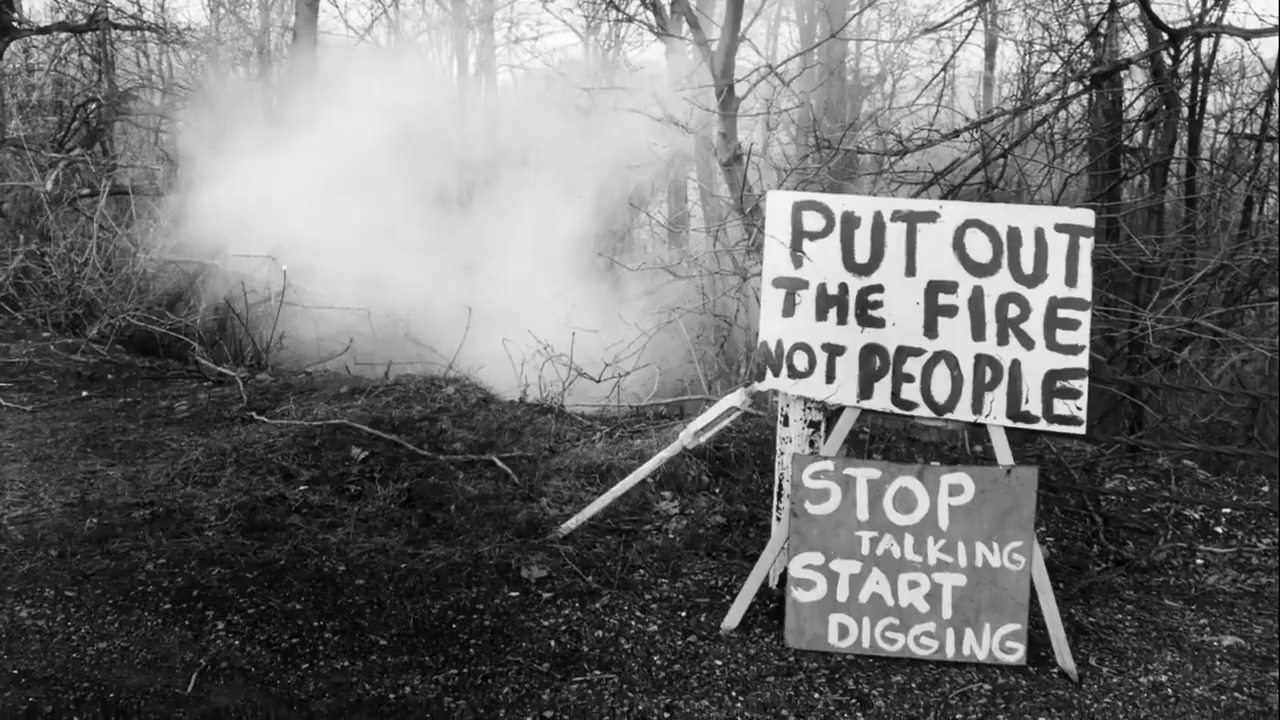 PUT OUT
THE FIRE
NOT PEOPLE
STOP
TALKING
START
DIGGING